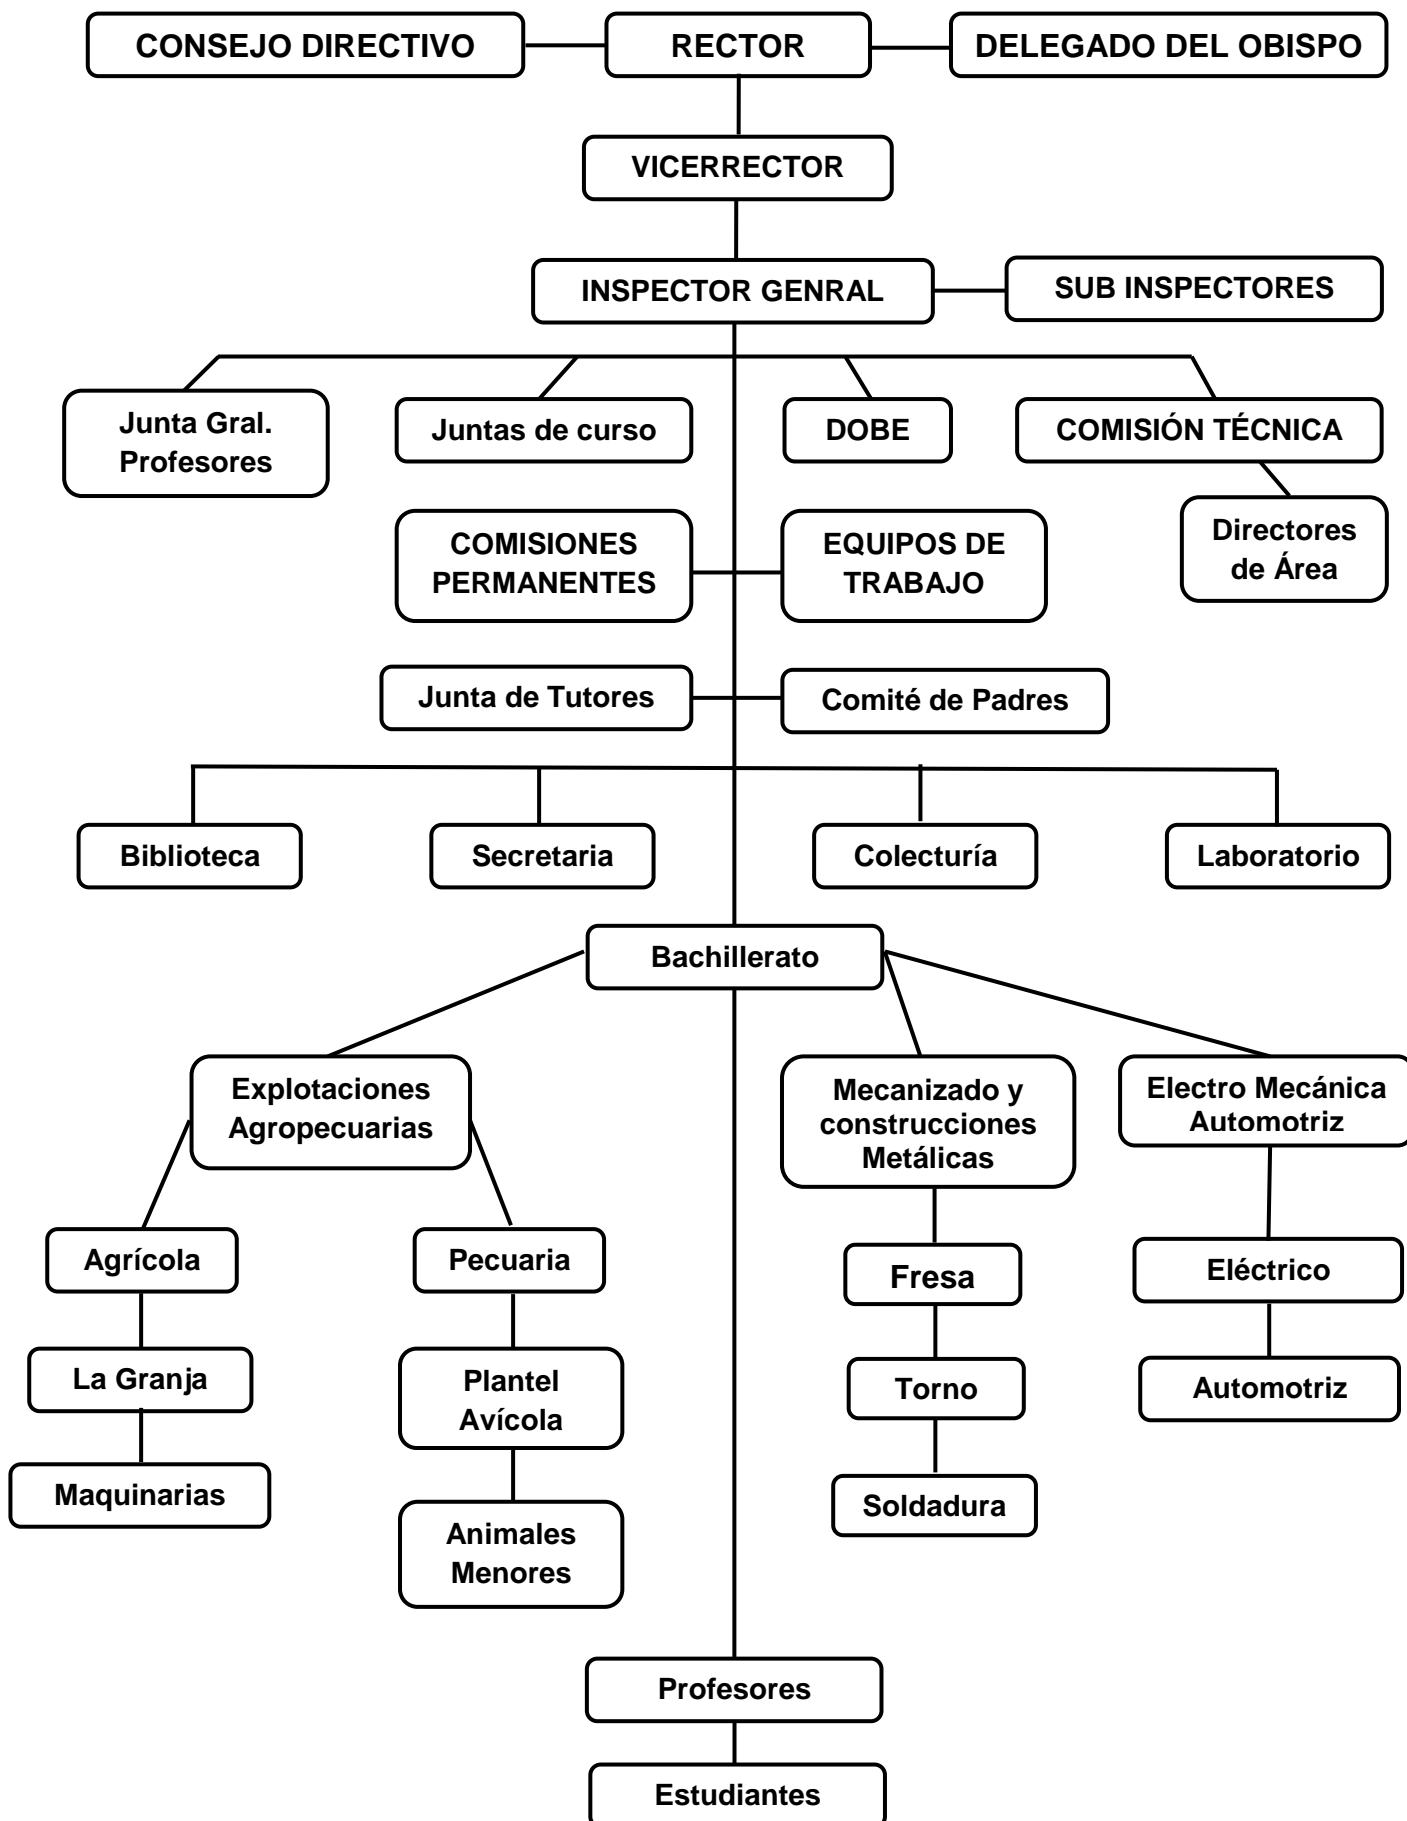 CONSEJO DIRECTIVO
RECTOR
DELEGADO DEL OBISPO
VICERRECTOR
INSPECTOR GENRAL
SUB INSPECTORES
Junta Gral.
Profesores
Juntas de curso
DOBE
COMISIÓN TÉCNICA
COMISIONES
PERMANENTES
EQUIPOS DE
TRABAJO
Directores
de Área
Junta de Tutores
Comité de Padres
Biblioteca
Secretaria
Colecturía
Laboratorio
Bachillerato
Explotaciones
Agropecuarias
Mecanizado y
construcciones
Metálicas
Electro Mecánica
Automotriz
Agrícola
Pecuaria
Fresa
Eléctrico
La Granja
Plantel
Avícola
Torno
Automotriz
Maquinarias
Animales
Menores
Soldadura
Profesores
Estudiantes